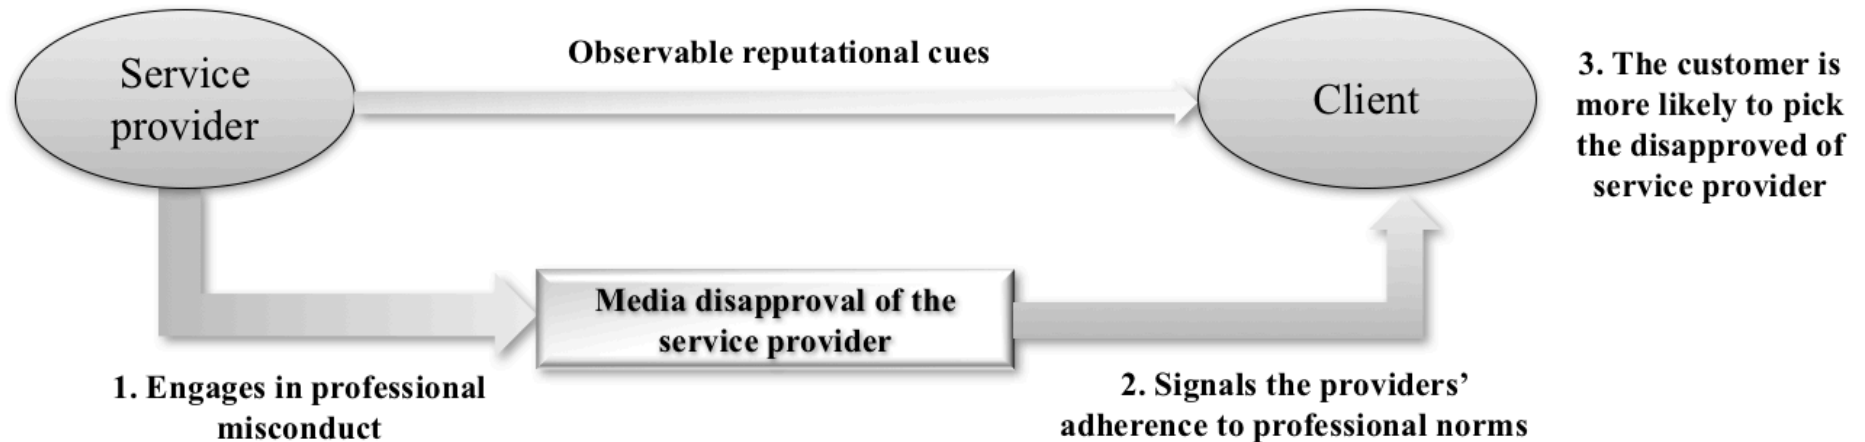 Service
provider
Observable reputational cues
Client
3. The customer is
more likely to pick
the disapproved of
service provider
Media disapproval of the
service provider
1. Engages in professional
misconduct
2. Signals the providers’
adherence to professional norms